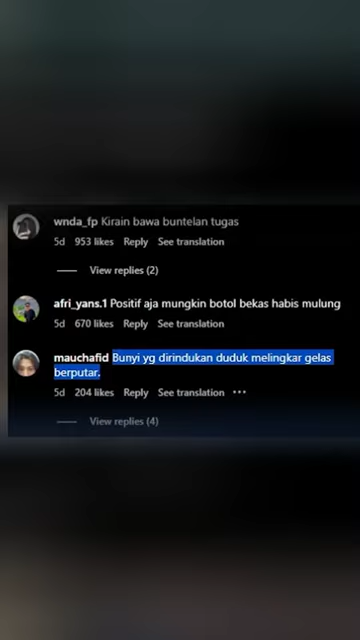 wnda_fp Kirain bawa buntelan tugas
5d 953 likes Reply See translation
View replies (2)
afri_yans.1 Positif aja mungkin botol bekas habis mulung
5d 670 likes Reply See translation
mauchafid Bunyi yg dirindukan duduk melingkar gelas
berputar.
5d 204 likes Reply See translation •••
View replies (4)